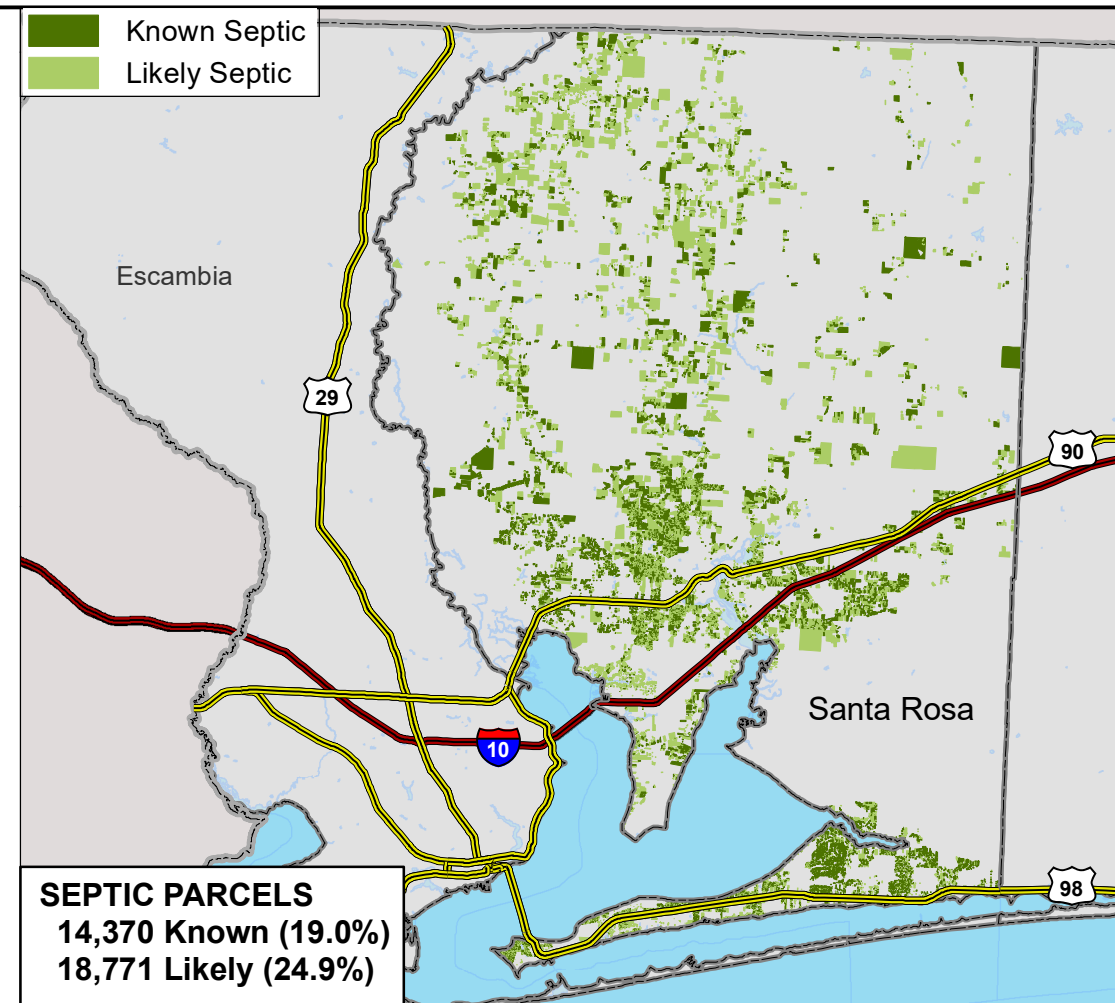 Known Septic
Likely Septic
Escambia
29
90
Santa Rosa
10
98
SEPTIC PARCELS
14,370 Known (19.0%)
18,771 Likely (24.9%)